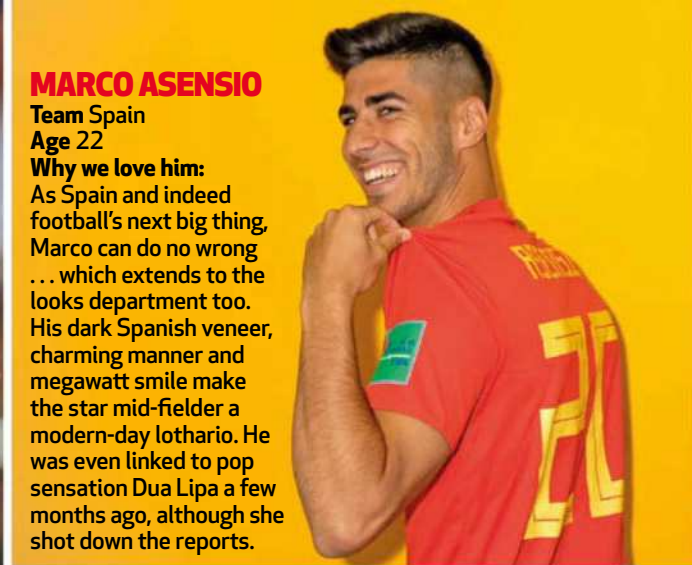 MARCO ASENSIO
Team Spain
Age 22
Why we love him:
As Spain and indeed
football's next big thing,
Marco can do no wrong
. . . which extends to the
looks department too.
His dark Spanish veneer,
charming manner and
megawatt smile make
the star mid-fielder a
modern-day lothario. He
was even linked to pop
sensation Dua Lipa a few
months ago, although she
shot down the reports.
20